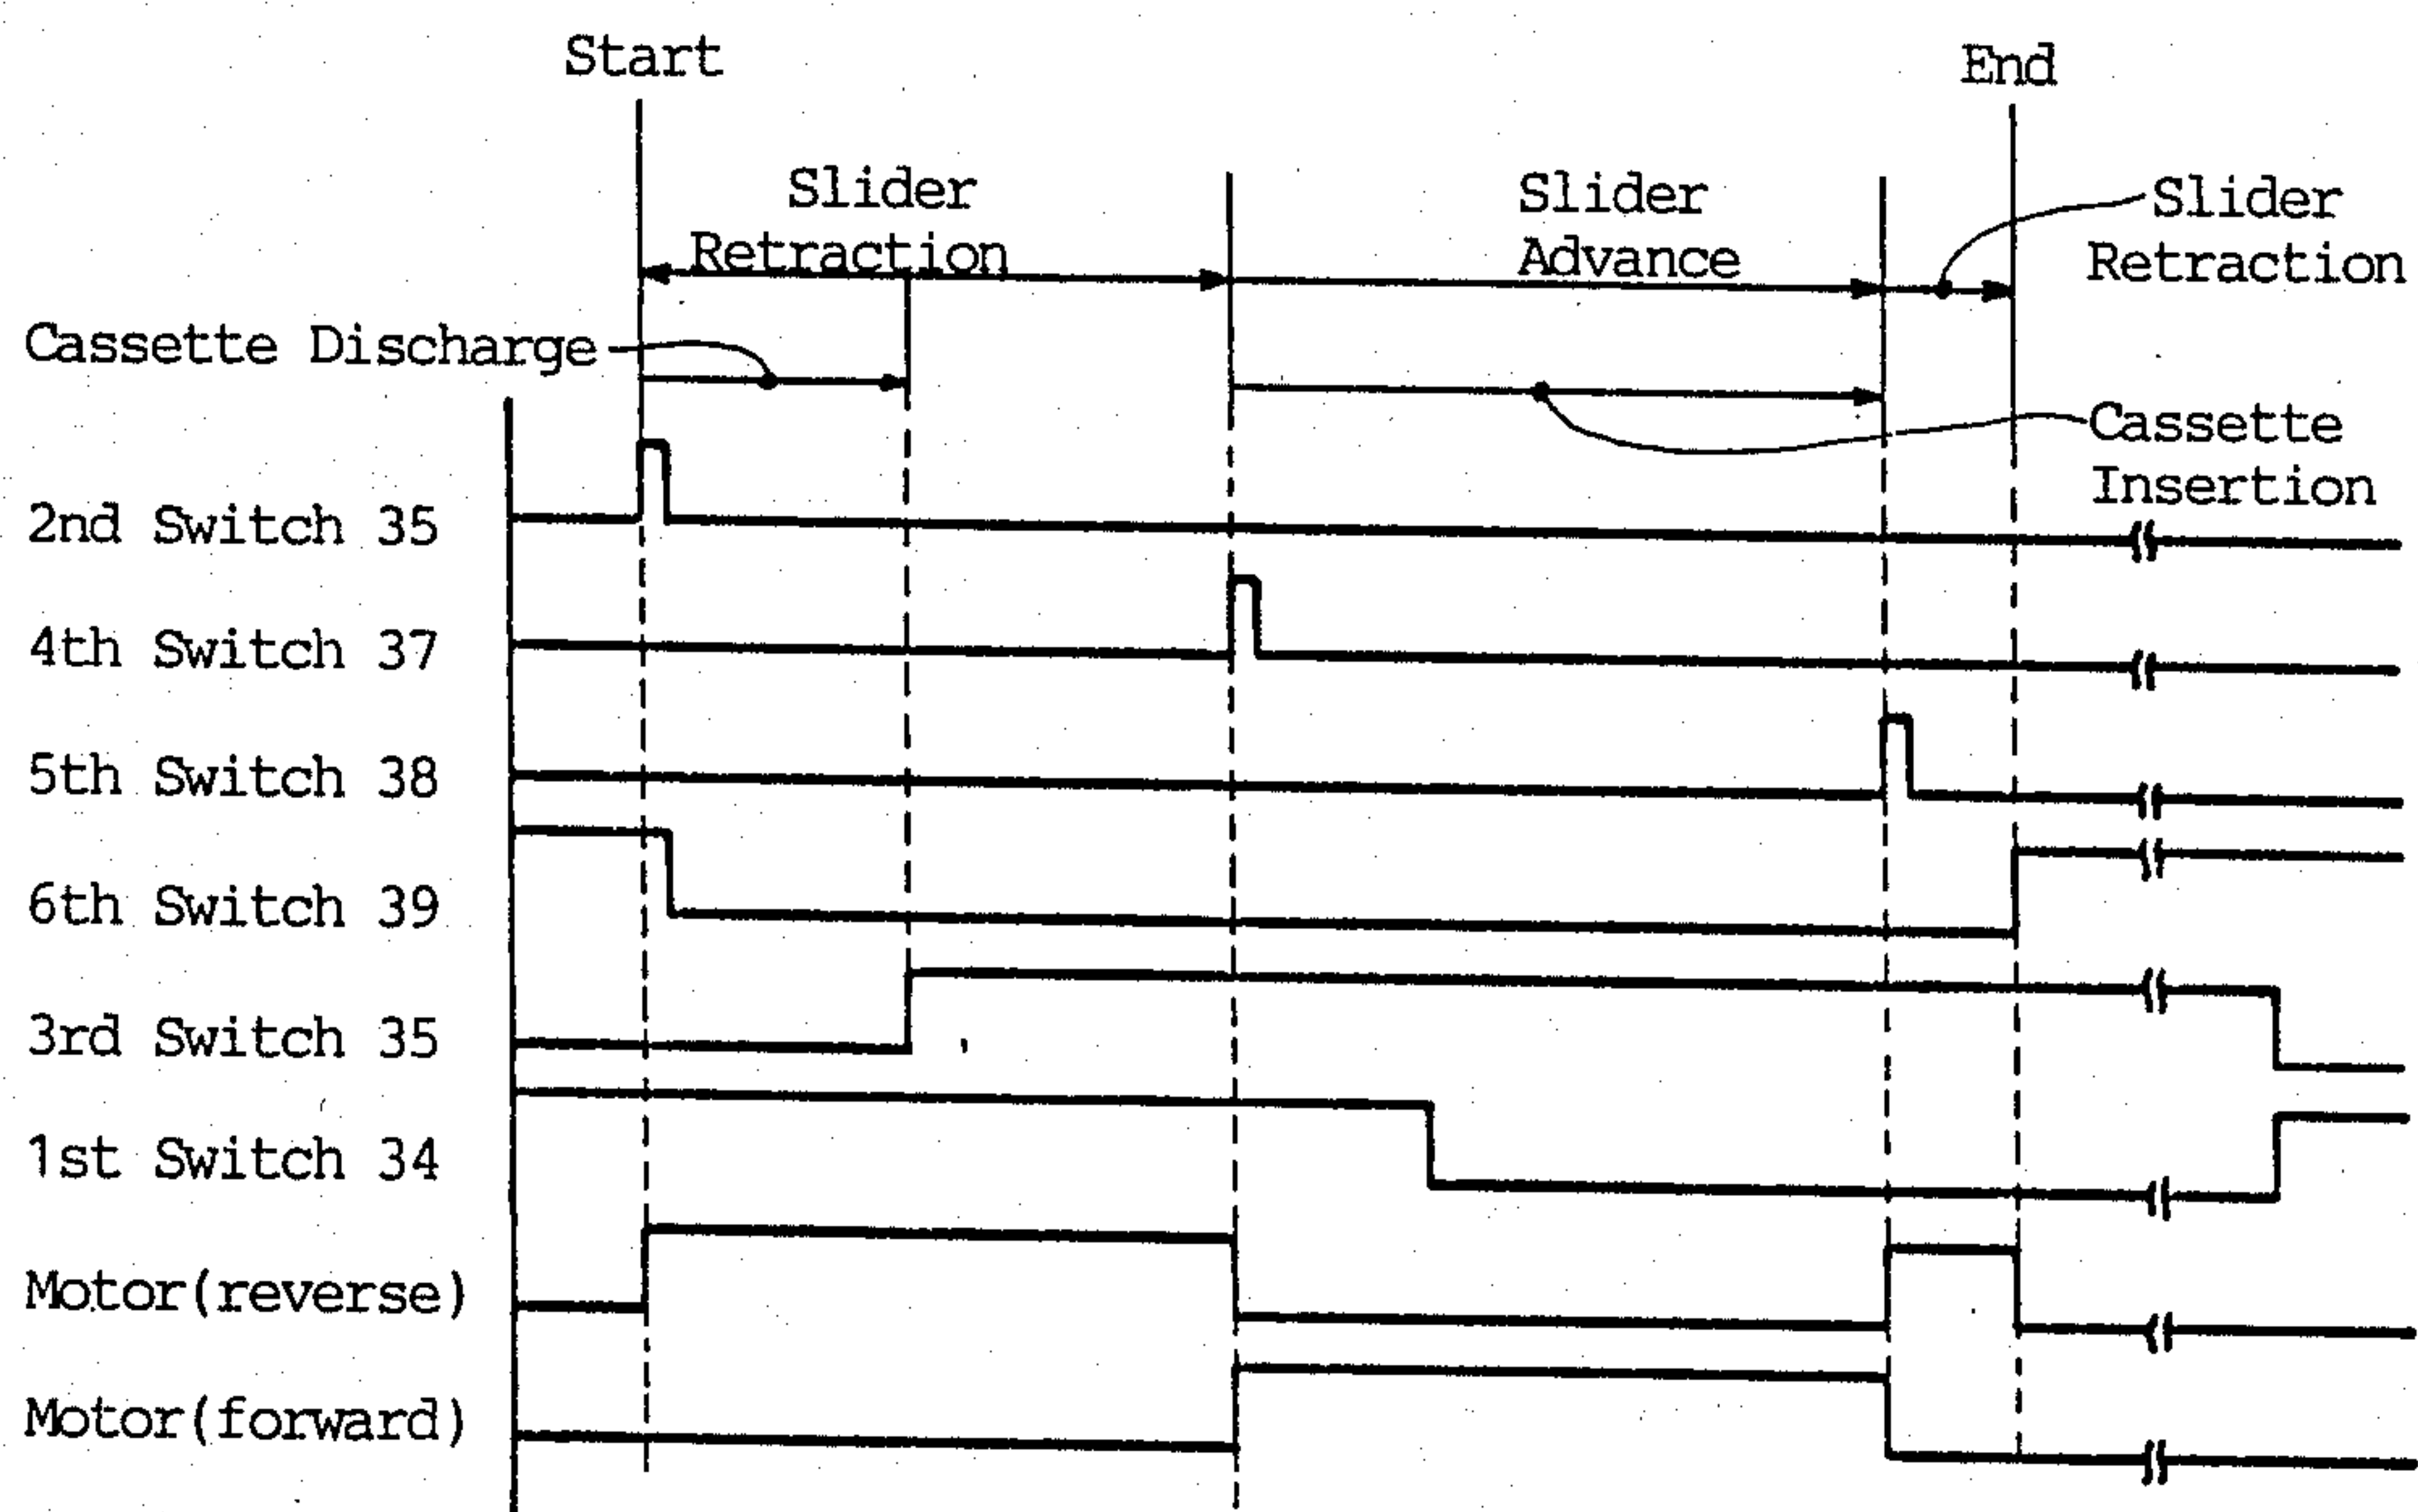 Start
End
Slider
Retraction
Slider
Advance
Slider
Retraction
Cassette Discharge
Cassette
Insertion
2nd Switch 35
4th Switch 37
5th Switch 38
6th Switch 39
3rd Switch 35
1st Switch 34
Motor(reverse)
Motor(forward)